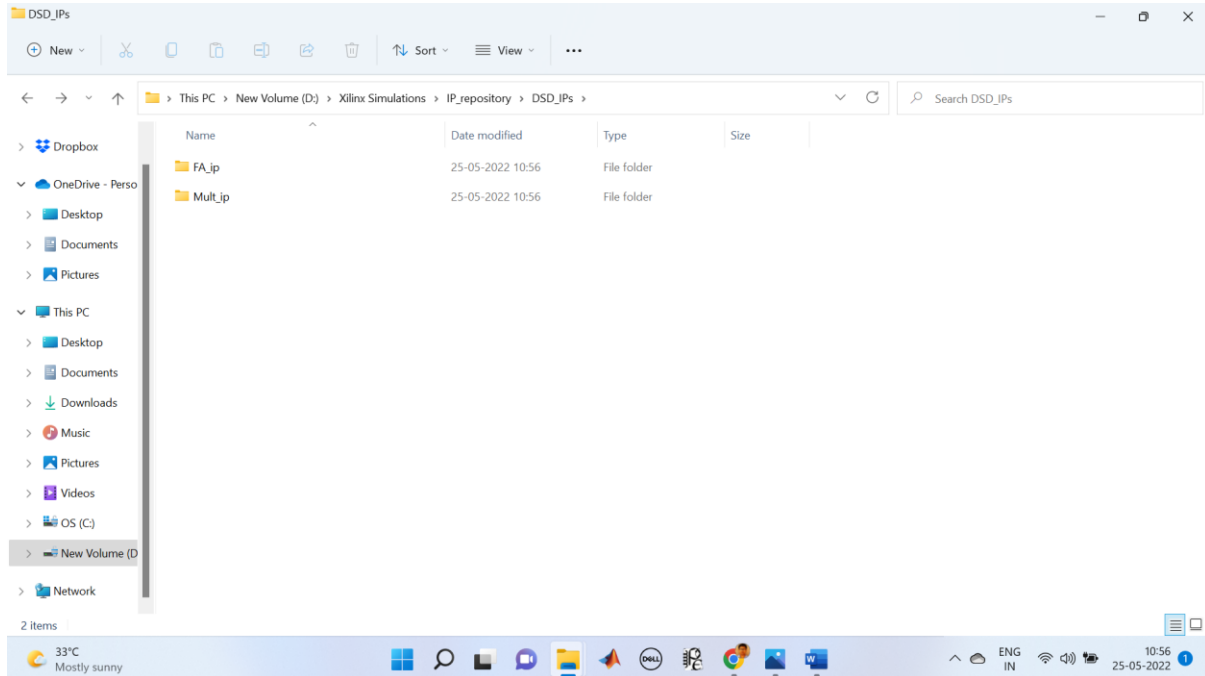 DSD_IPs
New
Sort
View
This PC > New Volume (D:) > Xilinx Simulations > IP_repository > DSD_IPs >
Search DSD_IPs
Name Date modified Type Size
FA_ip 25-05-2022 10:56 File folder
Mult_ip 25-05-2022 10:56 File folder
Dropbox
OneDrive - Perso
Desktop
Documents
Pictures
This PC
Desktop
Documents
Downloads
Music
Pictures
Videos
OS (C:)
New Volume (D
Network
2 items
33°C
Mostly sunny
DELL
W
ENG
IN
10:56
25-05-2022
1